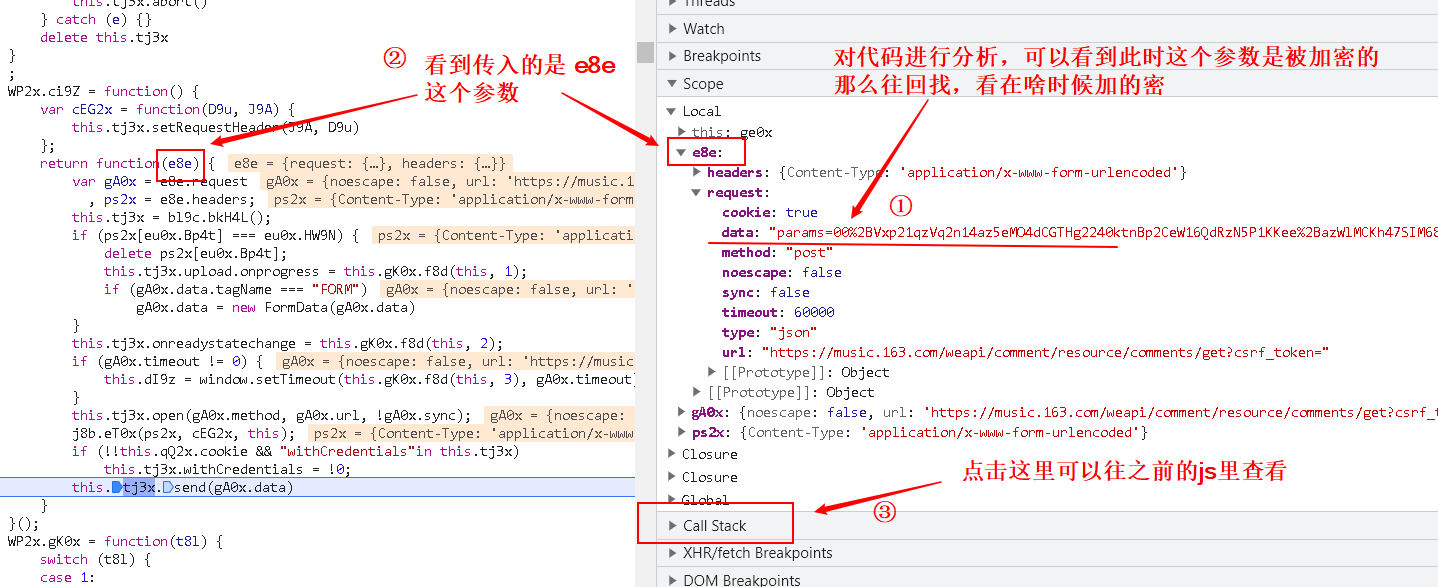 this.tj3x.abort()
} catch (e) {}
delete this.tj3x
}
;
WP2x.ci9Z = function() {
var cEG2x = function(D9u, J9A) {
this.tj3x.setRequestHeader(J9A, D9u)
};
return function(e8e) { e8e = {request: {…}, headers: {…}}
var gA0x = e8e.request gA0x = {noescape: false, url: 'https://music.1
, ps2x = e8e.headers; ps2x = {Content-Type: 'application/x-www-form
this.tj3x = bl9c.bkH4L();
if (ps2x[eu0x.Bp4t] === eu0x.HW9N) { ps2x = {Content-Type: 'applicati
delete ps2x[eu0x.Bp4t];
this.tj3x.upload.onprogress = this.gK0x.f8d(this, 1);
if (gA0x.data.tagName === "FORM") gA0x = {noescape: false, url: '
gA0x.data = new FormData(gA0x.data)
}
this.tj3x.onreadystatechange = this.gK0x.f8d(this, 2);
if (gA0x.timeout != 0) { gA0x = {noescape: false, url: 'https://music
this.dI9z = window.setTimeout(this.gK0x.f8d(this, 3), gA0x.timeout)
}
this.tj3x.open(gA0x.method, gA0x.url, !gA0x.sync); gA0x = {noescape:
j8b.eT0x(ps2x, cEG2x, this); ps2x = {Content-Type: 'application/x-www
if (!!this.qQ2x.cookie && "withCredentials"in this.tj3x)
this.tj3x.withCredentials = !0;
this.tj3x.send(gA0x.data)
}
}();
WP2x.gK0x = function(t8l) {
switch (t8l) {
case 1:
② 看到传入的是 e8e
这个参数
Threads
Watch
Breakpoints
Scope
对代码进行分析，可以看到此时这个参数是被加密的
那么往回找，看在啥时候加的密
Local
this: ge0x
e8e:
headers: {Content-Type: 'application/x-www-form-urlencoded'}
request:
cookie: true
①
data: "params=00%2BVxp21qzVq2n14az5eMO4dCGTHg2240ktnBp2CeW16QdRzN5P1KKee%2BazWlMCKh47SIM68
method: "post"
noescape: false
sync: false
timeout: 60000
type: "json"
url: "https://music.163.com/weapi/comment/resource/comments/get?csrf_token="
[[Prototype]]: Object
[[Prototype]]: Object
gA0x: {noescape: false, url: 'https://music.163.com/weapi/comment/resource/comments/get?csrf_t
ps2x: {Content-Type: 'application/x-www-form-urlencoded'}
Closure
Closure
Global
点击这里可以往之前的js里查看
③
Call Stack
XHR/fetch Breakpoints
DOM Breakpoints